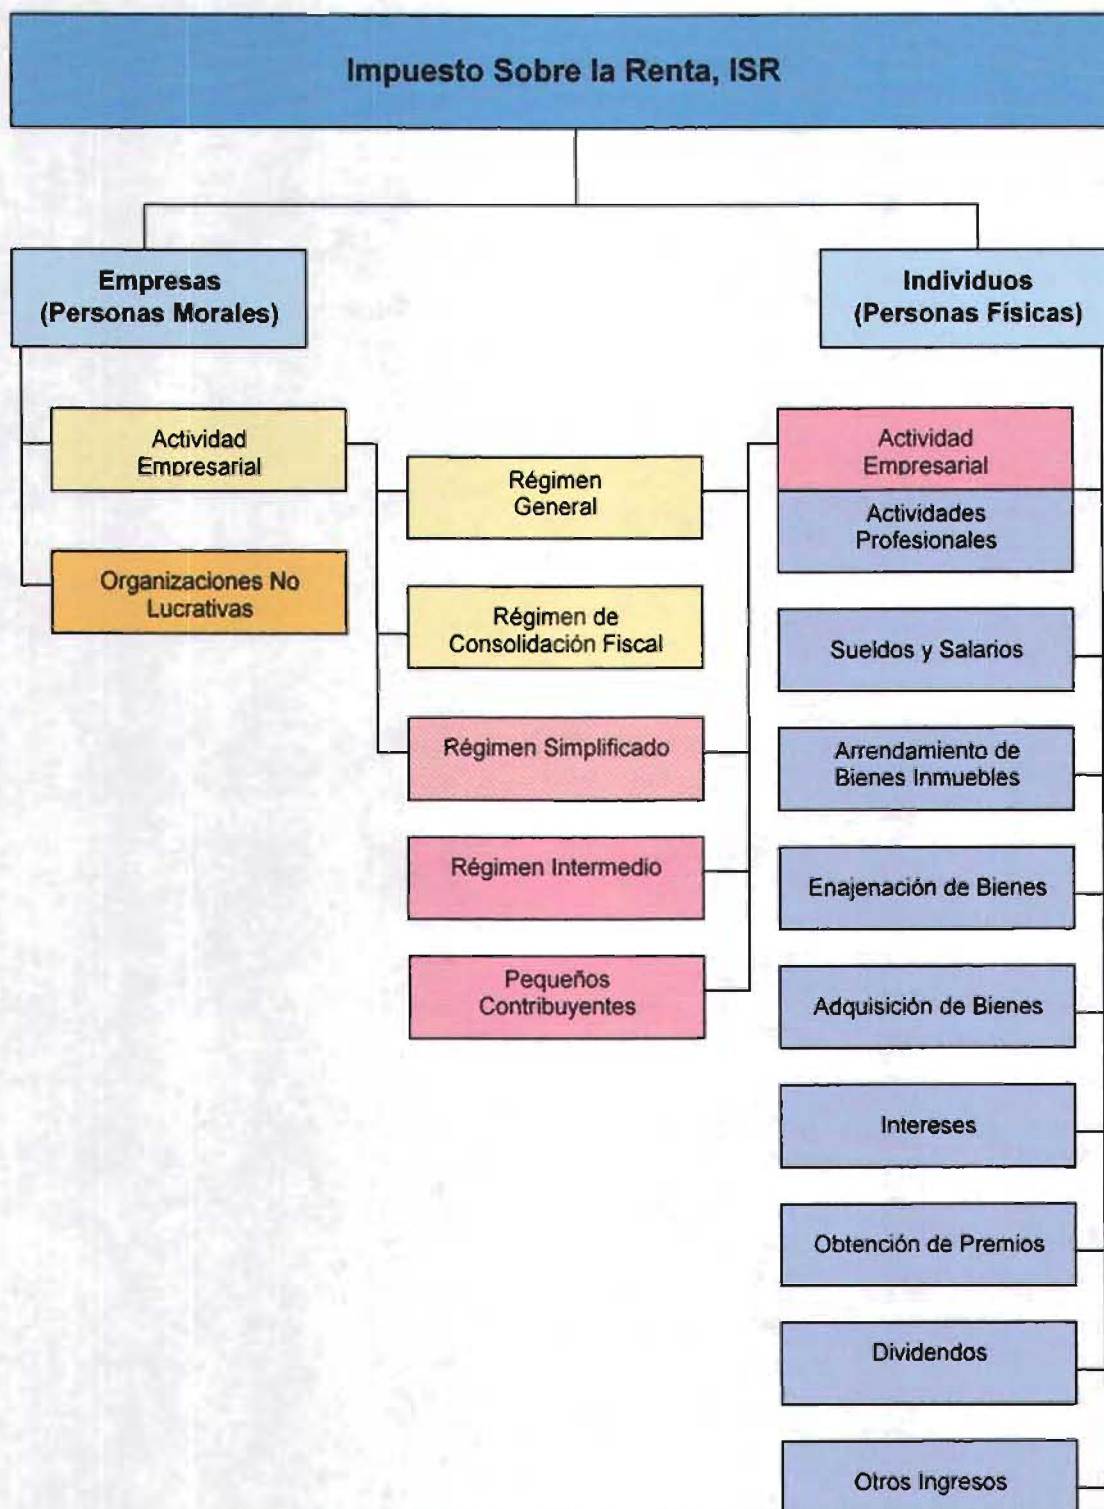 Impuesto Sobre la Renta, ISR
Empresas
(Personas Morales)
Individuos
(Personas Físicas)
Actividad
Empresarial
Organizaciones No
Lucrativas
Régimen
General
Régimen de
Consolidación Fiscal
Régimen Simplificado
Régimen Intermedio
Pequeños
Contribuyentes
Actividad
Empresarial
Actividades
Profesionales
Sueldos y Salarios
Arrendamiento de
Bienes Inmuebles
Enajenación de Bienes
Adquisición de Bienes
Intereses
Obtención de Premios
Dividendos
Otros Ingresos